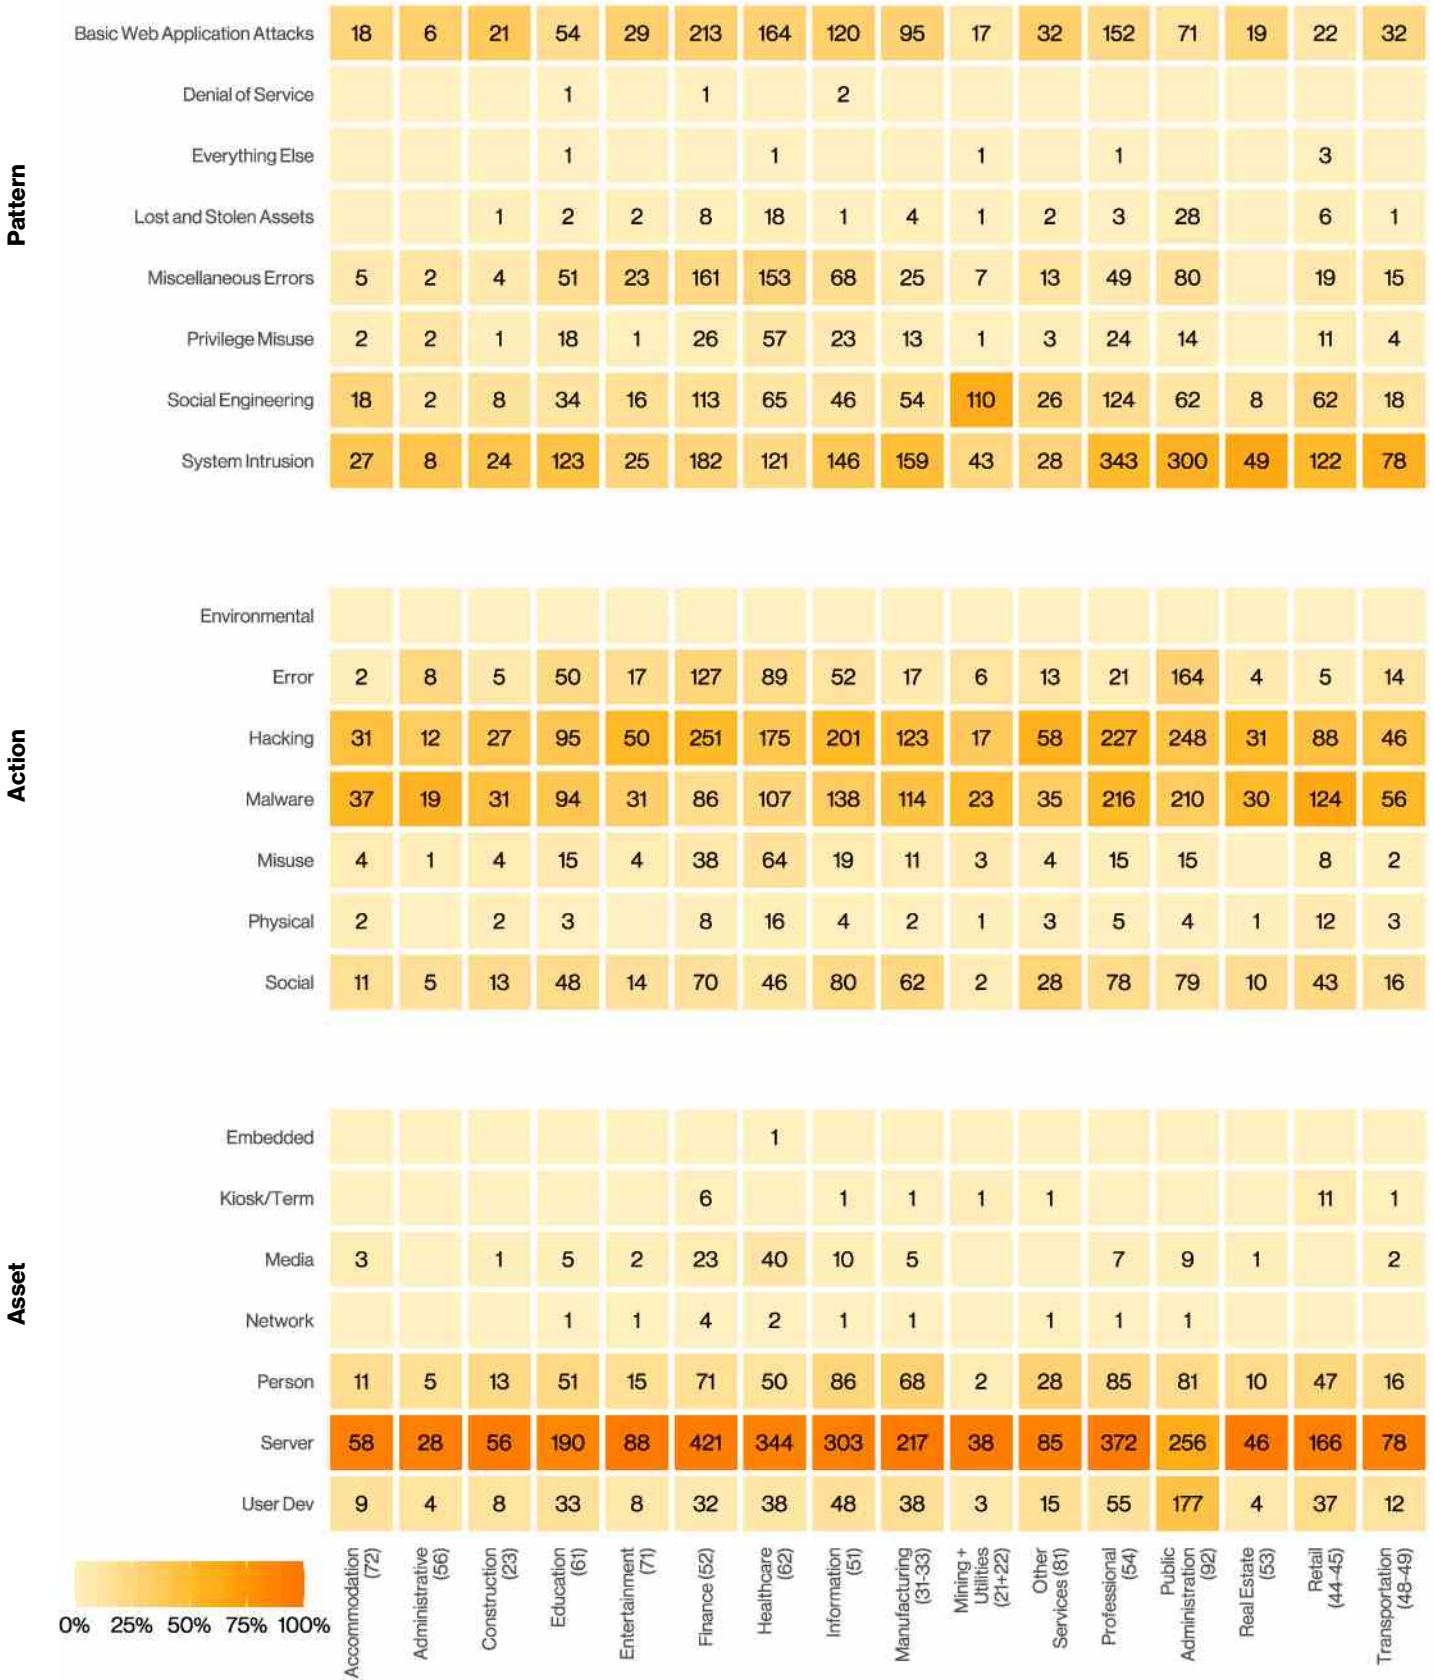 Pattern
Basic Web Application Attacks 18 6 21 54 29 213 164 120 95 17 32 152 71 19 22 32
Denial of Service 1 1 2
Everything Else 1 1 1 1 3
Lost and Stolen Assets 1 2 2 8 18 1 4 1 2 3 28 6 1
Miscellaneous Errors 5 2 4 51 23 161 153 68 25 7 13 49 80 19 15
Privilege Misuse 2 2 1 18 1 26 57 23 13 1 3 24 14 11 4
Social Engineering 18 2 8 34 16 113 65 46 54 110 26 124 62 8 62 18
System Intrusion 27 8 24 123 25 182 121 146 159 43 28 343 300 49 122 78
Action
Environmental
Error 2 8 5 50 17 127 89 52 17 6 13 21 164 4 5 14
Hacking 31 12 27 95 50 251 175 201 123 17 58 227 248 31 88 46
Malware 37 19 31 94 31 86 107 138 114 23 35 216 210 30 124 56
Misuse 4 1 4 15 4 38 64 19 11 3 4 15 15 8 2
Physical 2 2 3 8 16 4 2 1 3 5 4 1 12 3
Social 11 5 13 48 14 70 46 80 62 2 28 78 79 10 43 16
Asset
Embedded 1
Kiosk/Term 6 1 1 1 1 11 1
Media 3 1 5 2 23 40 10 5 7 9 1 2
Network 1 1 4 2 1 1 1 1 1
Person 11 5 13 51 15 71 50 86 68 2 28 85 81 10 47 16
Server 58 28 56 190 88 421 344 303 217 38 85 372 256 46 166 78
User Dev 9 4 8 33 8 32 38 48 38 3 15 55 177 4 37 12
0% 25% 50% 75% 100%
Accommodation
(72)
Administrative
(56)
Construction
(23)
Education
(61)
Entertainment
(71)
Finance (52)
Healthcare
(62)
Information
(51)
Manufacturing
(31-33)
Mining +
Utilities
(21+22)
Other
Services (81)
Professional
(54)
Public
Administration
(92)
Real Estate
(53)
Retail
(44-45)
Transportation
(48-49)